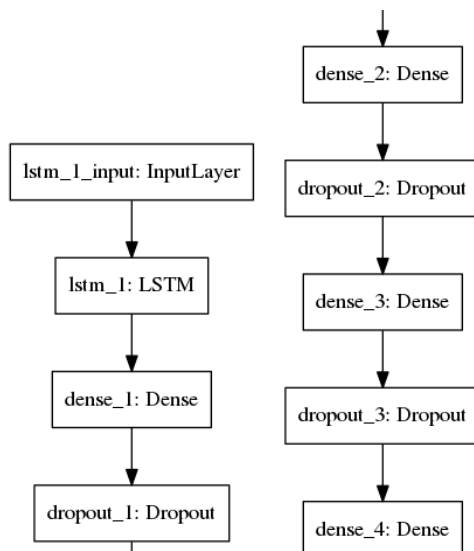 lstm_1_input: InputLayer
lstm_1: LSTM
dense_1: Dense
dropout_1: Dropout
dense_2: Dense
dropout_2: Dropout
dense_3: Dense
dropout_3: Dropout
dense_4: Dense